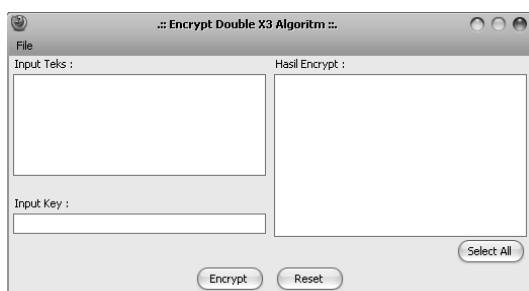 .:: Encrypt Double X3 Algoritm ::.
File
Input Teks :
Hasil Encrypt :
Input Key :
Select All
Encrypt
Reset